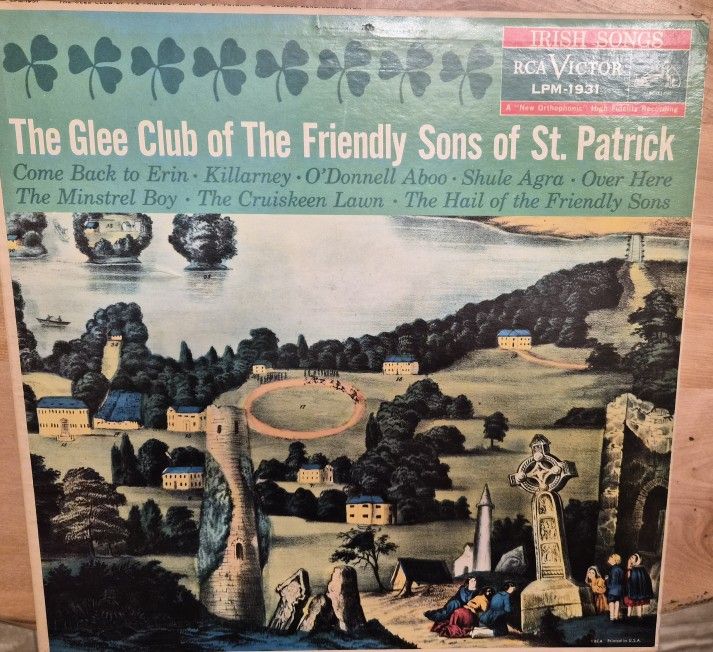 IRISH SONGS
RCA VICTOR
LPM-1931
A "New Orthophonic" High Fidelity Recording
The Glee Club of The Friendly Sons of St. Patrick
Come Back to Erin · Killarney · O'Donnell Aboo · Shule Agra · Over Here
The Minstrel Boy · The Cruiskeen Lawn · The Hail of the Friendly Sons
17
Printed in U.S.A.